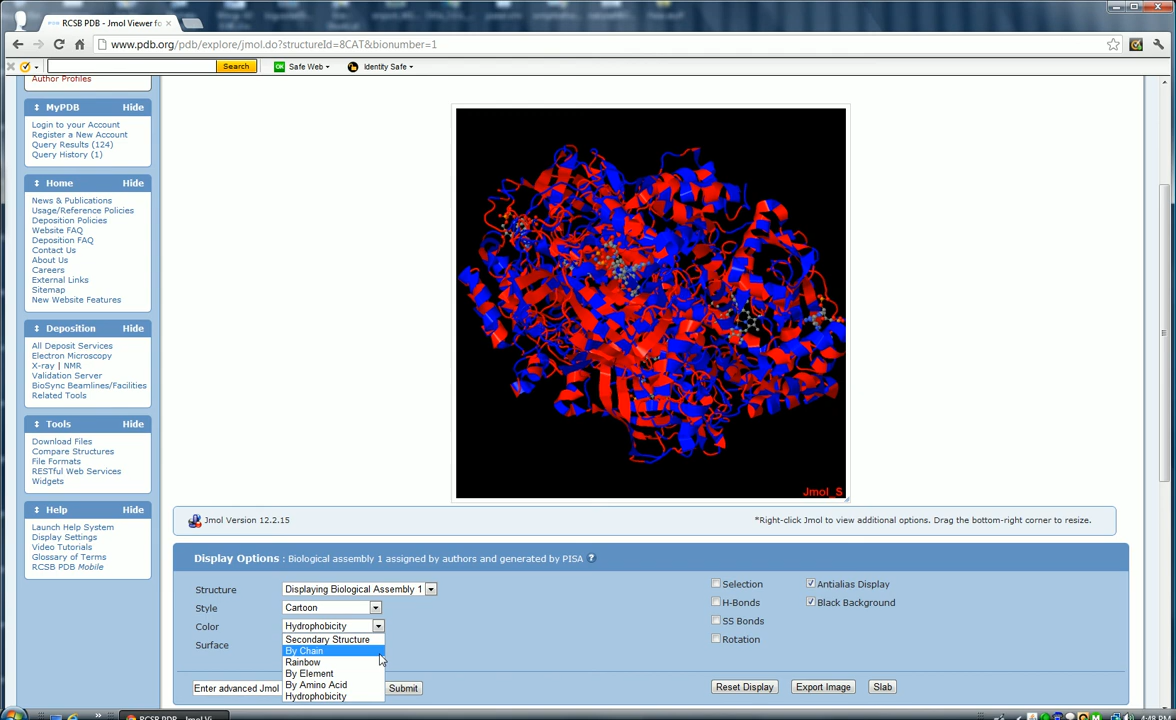 RCSB PDB - Jmol Viewer fo
www.pdb.org/pdb/explore/jmol.do?structureId=8CAT&bionumber=1
Search
OK Safe Web
Identity Safe
Author Profiles
MyPDB Hide
Login to your Account
Register a New Account
Query Results (124)
Query History (1)
Home Hide
News & Publications
Usage/Reference Policies
Deposition Policies
Website FAQ
Deposition FAQ
Contact Us
About Us
Careers
External Links
Sitemap
New Website Features
Deposition Hide
All Deposit Services
Electron Microscopy
X-ray | NMR
Validation Server
BioSync Beamlines/Facilities
Related Tools
Tools Hide
Download Files
Compare Structures
File Formats
RESTful Web Services
Widgets
Help Hide
Launch Help System
Display Settings
Video Tutorials
Glossary of Terms
RCSB PDB Mobile
Jmol_S
Jmol Version 12.2.15
*Right-click Jmol to view additional options. Drag the bottom-right corner to resize.
Display Options : Biological assembly 1 assigned by authors and generated by PISA ?
Structure Displaying Biological Assembly 1
Style Cartoon
Color Hydrophobicity
Surface
Secondary Structure
By Chain
Rainbow
By Element
By Amino Acid
Hydrophobicity
Selection
H-Bonds
SS Bonds
Rotation
Antialias Display
Black Background
Enter advanced Jmol
Submit
Reset Display
Export Image
Slab
RCSB PDB - Jmol Vi...
4:48 PM